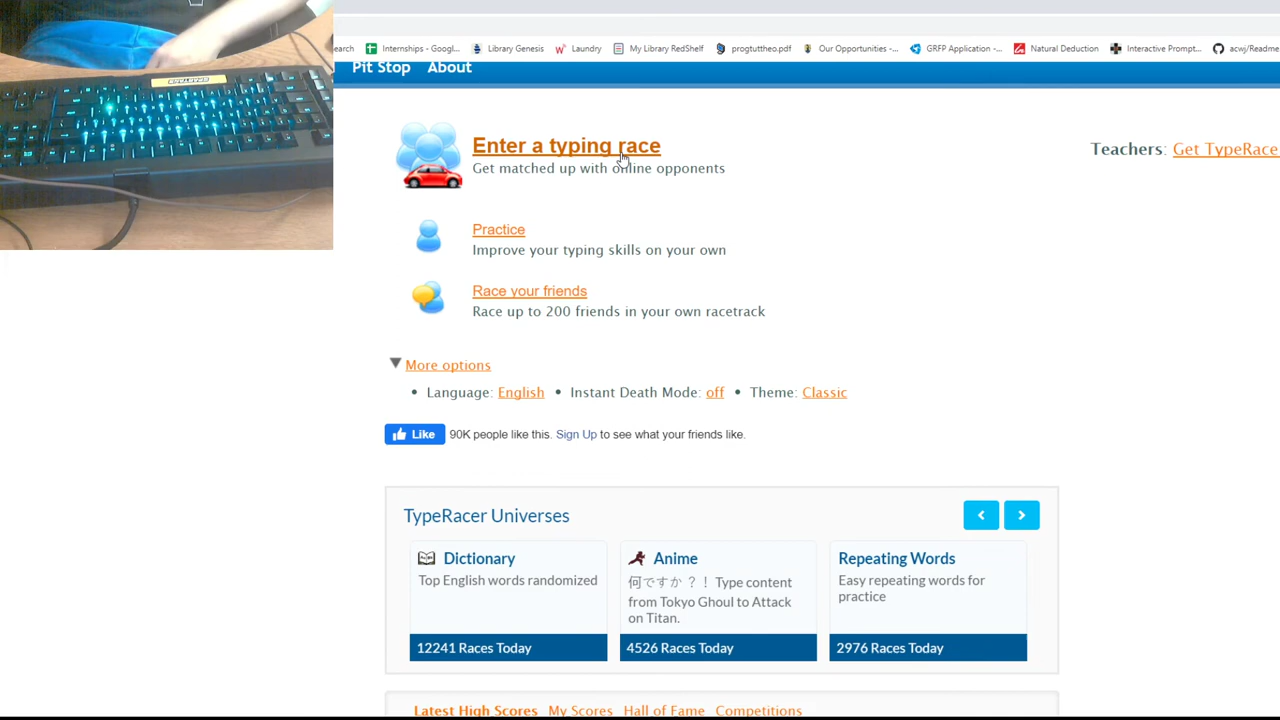 earch Internships - Googl... Library Genesis Laundry My Library RedShelf progtuttheo.pdf Our Opportunities -... GRFP Application -... Natural Deduction Interactive Prompt... acwj/Readme
Pit Stop About
Enter a typing race
Get matched up with online opponents
Teachers: Get TypeRace
Practice
Improve your typing skills on your own
Race your friends
Race up to 200 friends in your own racetrack
More options
• Language: English • Instant Death Mode: off • Theme: Classic
Like 90K people like this. Sign Up to see what your friends like.
TypeRacer Universes
Dictionary
Top English words randomized
12241 Races Today
Anime
何ですか？！ Type content
from Tokyo Ghoul to Attack
on Titan.
4526 Races Today
Repeating Words
Easy repeating words for
practice
2976 Races Today
Latest High Scores My Scores Hall of Fame Competitions